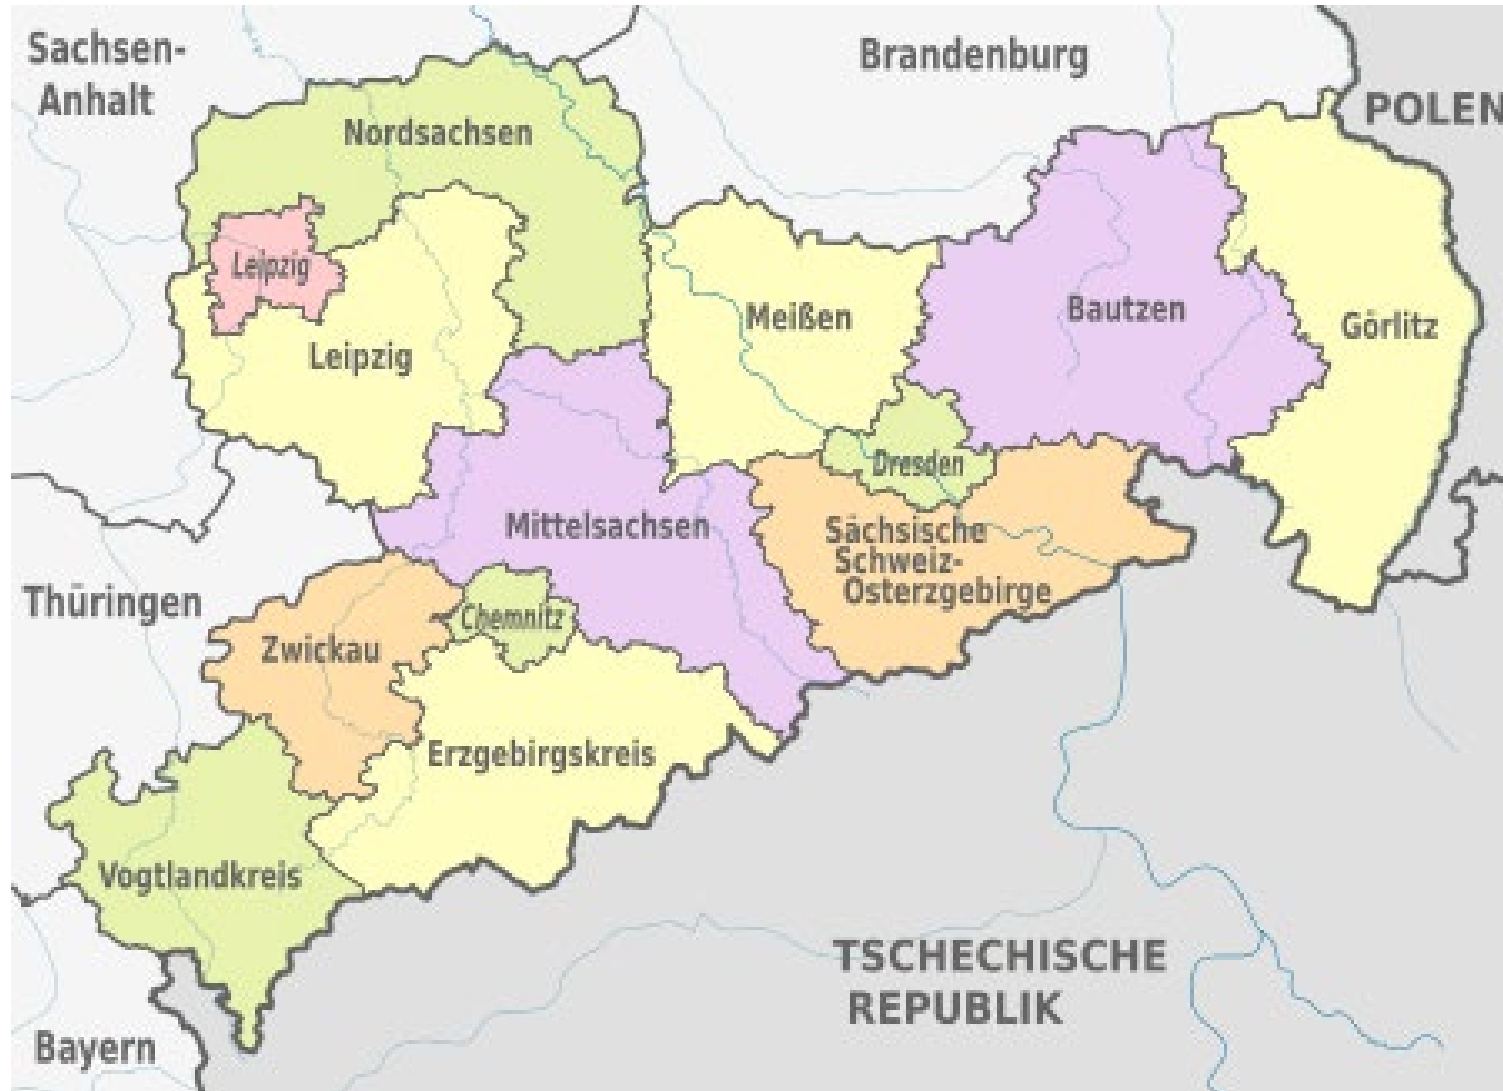 Sachsen-
Anhalt
Brandenburg
POLEN
Nordsachsen
Leipzig
Leipzig
Meißen
Bautzen
Görlitz
Dresden
Mittelsachsen
Sächsische
Schweiz-
Osterzgebirge
Thüringen
Chemnitz
Zwickau
Erzgebirgskreis
Vogtlandkreis
TSCHECHISCHE
REPUBLIK
Bayern